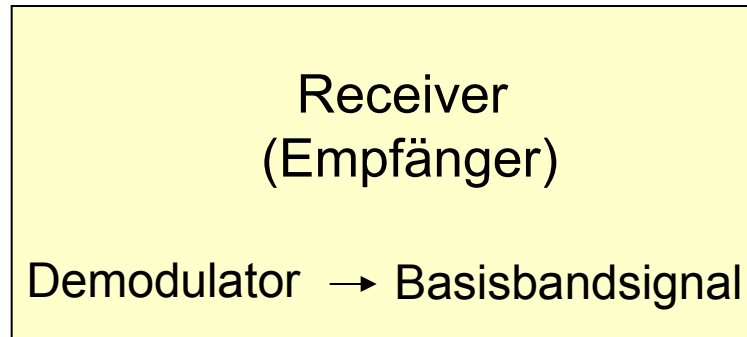 Receiver
(Empfänger)
Demodulator → Basisbandsignal